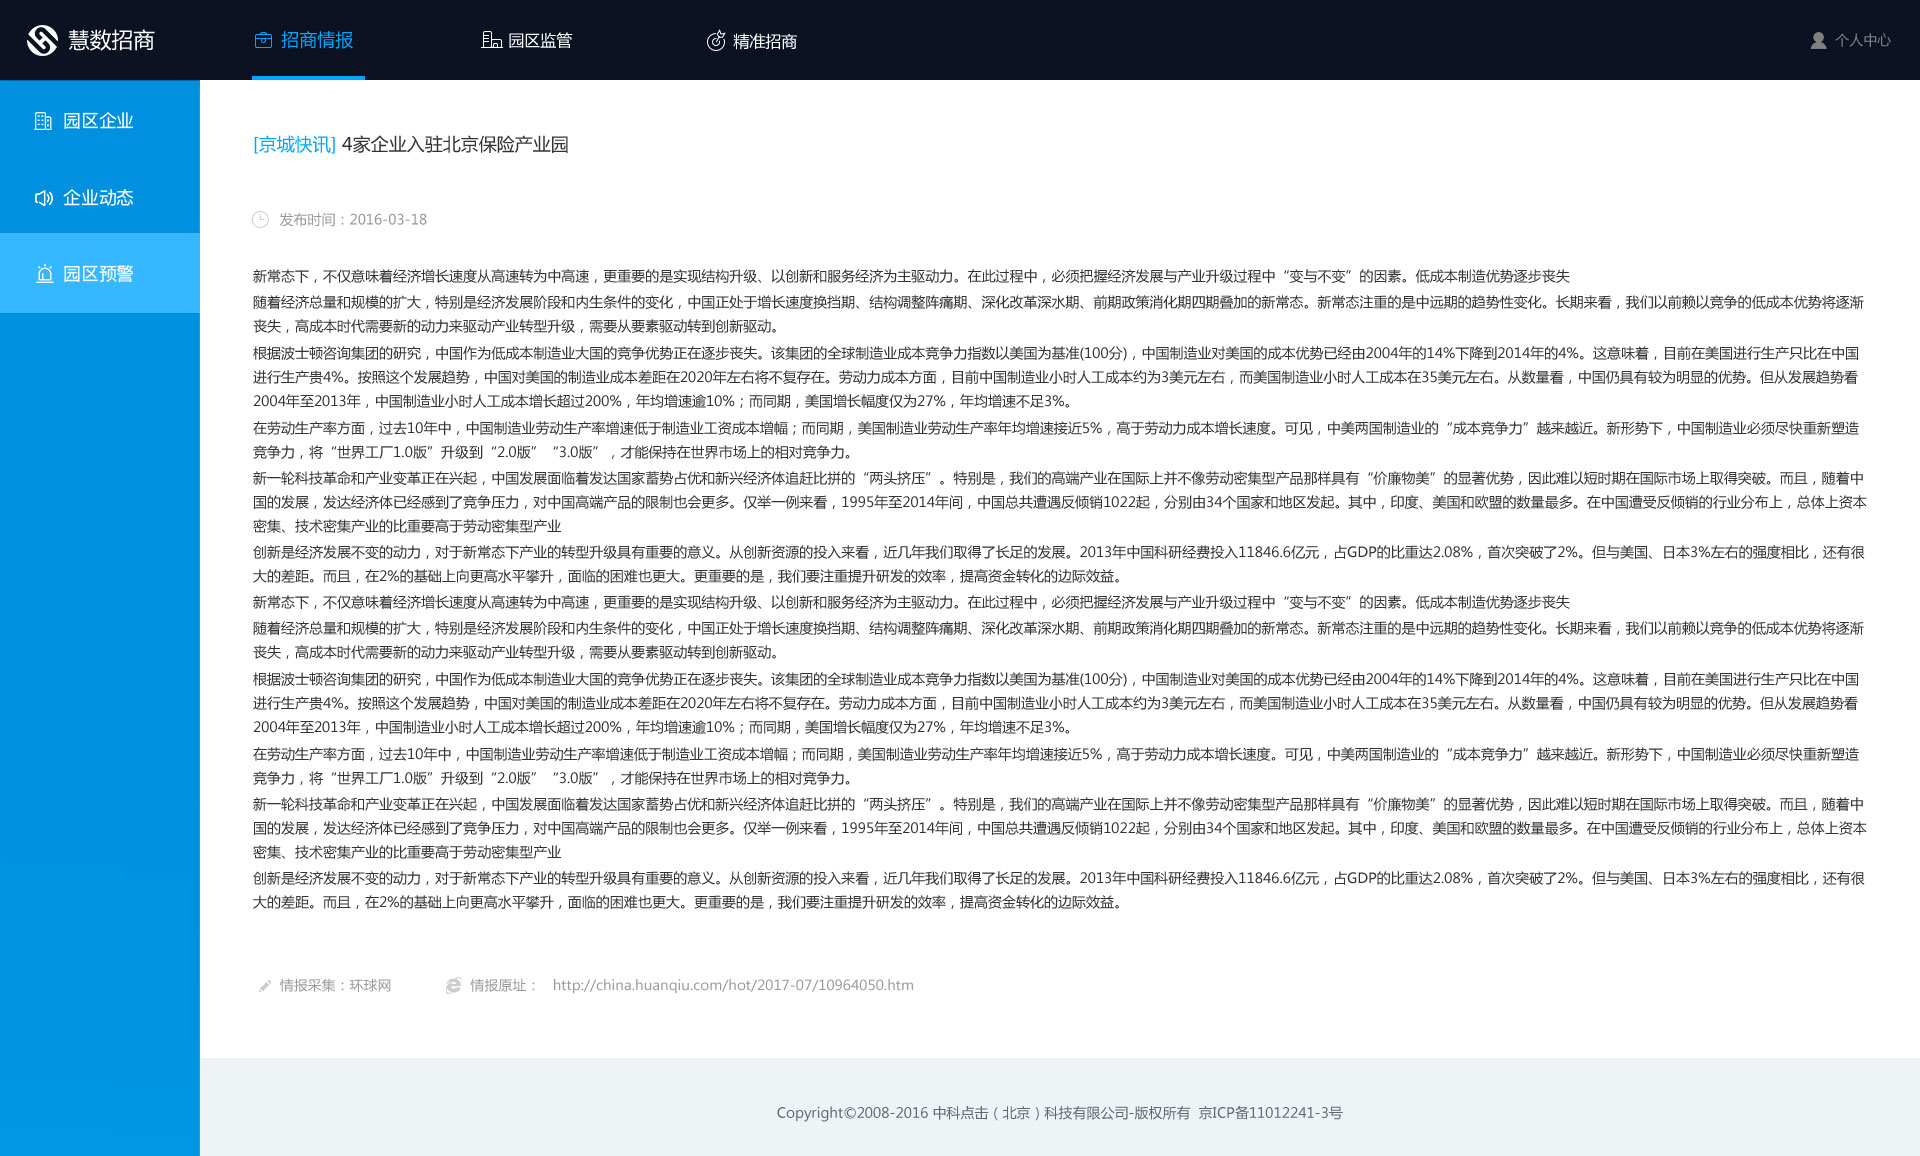 慧数招商
招商情报
园区监管
精准招商
个人中心
园区企业
企业动态
园区预警
[京城快讯] 4家企业入驻北京保险产业园
发布时间：2016-03-18
新常态下，不仅意味着经济增长速度从高速转为中高速，更重要的是实现结构升级、以创新和服务经济为主驱动力。在此过程中，必须把握经济发展与产业升级过程中“变与不变”的因素。低成本制造优势逐步丧失
随着经济总量和规模的扩大，特别是经济发展阶段和内生条件的变化，中国正处于增长速度换挡期、结构调整阵痛期、深化改革深水期、前期政策消化期四期叠加的新常态。新常态注重的是中远期的趋势性变化。长期来看，我们以前赖以竞争的低成本优势将逐渐
丧失，高成本时代需要新的动力来驱动产业转型升级，需要从要素驱动转到创新驱动。
根据波士顿咨询集团的研究，中国作为低成本制造业大国的竞争优势正在逐步丧失。该集团的全球制造业成本竞争力指数以美国为基准(100分)，中国制造业对美国的成本优势已经由2004年的14%下降到2014年的4%。这意味着，目前在美国进行生产只比在中国
进行生产贵4%。按照这个发展趋势，中国对美国的制造业成本差距在2020年左右将不复存在。劳动力成本方面，目前中国制造业小时人工成本约为3美元左右，而美国制造业小时人工成本在35美元左右。从数量看，中国仍具有较为明显的优势。但从发展趋势看
2004年至2013年，中国制造业小时人工成本增长超过200%，年均增速逾10%；而同期，美国增长幅度仅为27%，年均增速不足3%。
在劳动生产率方面，过去10年中，中国制造业劳动生产率增速低于制造业工资成本增幅；而同期，美国制造业劳动生产率年均增速接近5%，高于劳动力成本增长速度。可见，中美两国制造业的“成本竞争力”越来越近。新形势下，中国制造业必须尽快重新塑造
竞争力，将“世界工厂1.0版”升级到“2.0版”“3.0版”，才能保持在世界市场上的相对竞争力。
新一轮科技革命和产业变革正在兴起，中国发展面临着发达国家蓄势占优和新兴经济体追赶比拼的“两头挤压”。特别是，我们的高端产业在国际上并不像劳动密集型产品那样具有“价廉物美”的显著优势，因此难以短时期在国际市场上取得突破。而且，随着中
国的发展，发达经济体已经感到了竞争压力，对中国高端产品的限制也会更多。仅举一例来看，1995年至2014年间，中国总共遭遇反倾销1022起，分别由34个国家和地区发起。其中，印度、美国和欧盟的数量最多。在中国遭受反倾销的行业分布上，总体上资本
密集、技术密集产业的比重要高于劳动密集型产业
创新是经济发展不变的动力，对于新常态下产业的转型升级具有重要的意义。从创新资源的投入来看，近几年我们取得了长足的发展。2013年中国科研经费投入11846.6亿元，占GDP的比重达2.08%，首次突破了2%。但与美国、日本3%左右的强度相比，还有很
大的差距。而且，在2%的基础上向更高水平攀升，面临的困难也更大。更重要的是，我们要注重提升研发的效率，提高资金转化的边际效益。
新常态下，不仅意味着经济增长速度从高速转为中高速，更重要的是实现结构升级、以创新和服务经济为主驱动力。在此过程中，必须把握经济发展与产业升级过程中“变与不变”的因素。低成本制造优势逐步丧失
随着经济总量和规模的扩大，特别是经济发展阶段和内生条件的变化，中国正处于增长速度换挡期、结构调整阵痛期、深化改革深水期、前期政策消化期四期叠加的新常态。新常态注重的是中远期的趋势性变化。长期来看，我们以前赖以竞争的低成本优势将逐渐
丧失，高成本时代需要新的动力来驱动产业转型升级，需要从要素驱动转到创新驱动。
根据波士顿咨询集团的研究，中国作为低成本制造业大国的竞争优势正在逐步丧失。该集团的全球制造业成本竞争力指数以美国为基准(100分)，中国制造业对美国的成本优势已经由2004年的14%下降到2014年的4%。这意味着，目前在美国进行生产只比在中国
进行生产贵4%。按照这个发展趋势，中国对美国的制造业成本差距在2020年左右将不复存在。劳动力成本方面，目前中国制造业小时人工成本约为3美元左右，而美国制造业小时人工成本在35美元左右。从数量看，中国仍具有较为明显的优势。但从发展趋势看
2004年至2013年，中国制造业小时人工成本增长超过200%，年均增速逾10%；而同期，美国增长幅度仅为27%，年均增速不足3%。
在劳动生产率方面，过去10年中，中国制造业劳动生产率增速低于制造业工资成本增幅；而同期，美国制造业劳动生产率年均增速接近5%，高于劳动力成本增长速度。可见，中美两国制造业的“成本竞争力”越来越近。新形势下，中国制造业必须尽快重新塑造
竞争力，将“世界工厂1.0版”升级到“2.0版”“3.0版”，才能保持在世界市场上的相对竞争力。
新一轮科技革命和产业变革正在兴起，中国发展面临着发达国家蓄势占优和新兴经济体追赶比拼的“两头挤压”。特别是，我们的高端产业在国际上并不像劳动密集型产品那样具有“价廉物美”的显著优势，因此难以短时期在国际市场上取得突破。而且，随着中
国的发展，发达经济体已经感到了竞争压力，对中国高端产品的限制也会更多。仅举一例来看，1995年至2014年间，中国总共遭遇反倾销1022起，分别由34个国家和地区发起。其中，印度、美国和欧盟的数量最多。在中国遭受反倾销的行业分布上，总体上资本
密集、技术密集产业的比重要高于劳动密集型产业
创新是经济发展不变的动力，对于新常态下产业的转型升级具有重要的意义。从创新资源的投入来看，近几年我们取得了长足的发展。2013年中国科研经费投入11846.6亿元，占GDP的比重达2.08%，首次突破了2%。但与美国、日本3%左右的强度相比，还有很
大的差距。而且，在2%的基础上向更高水平攀升，面临的困难也更大。更重要的是，我们要注重提升研发的效率，提高资金转化的边际效益。
情报采集：环球网
情报原址： http://china.huanqiu.com/hot/2017-07/10964050.htm
Copyright©2008-2016 中科点击（北京）科技有限公司-版权所有 京ICP备11012241-3号